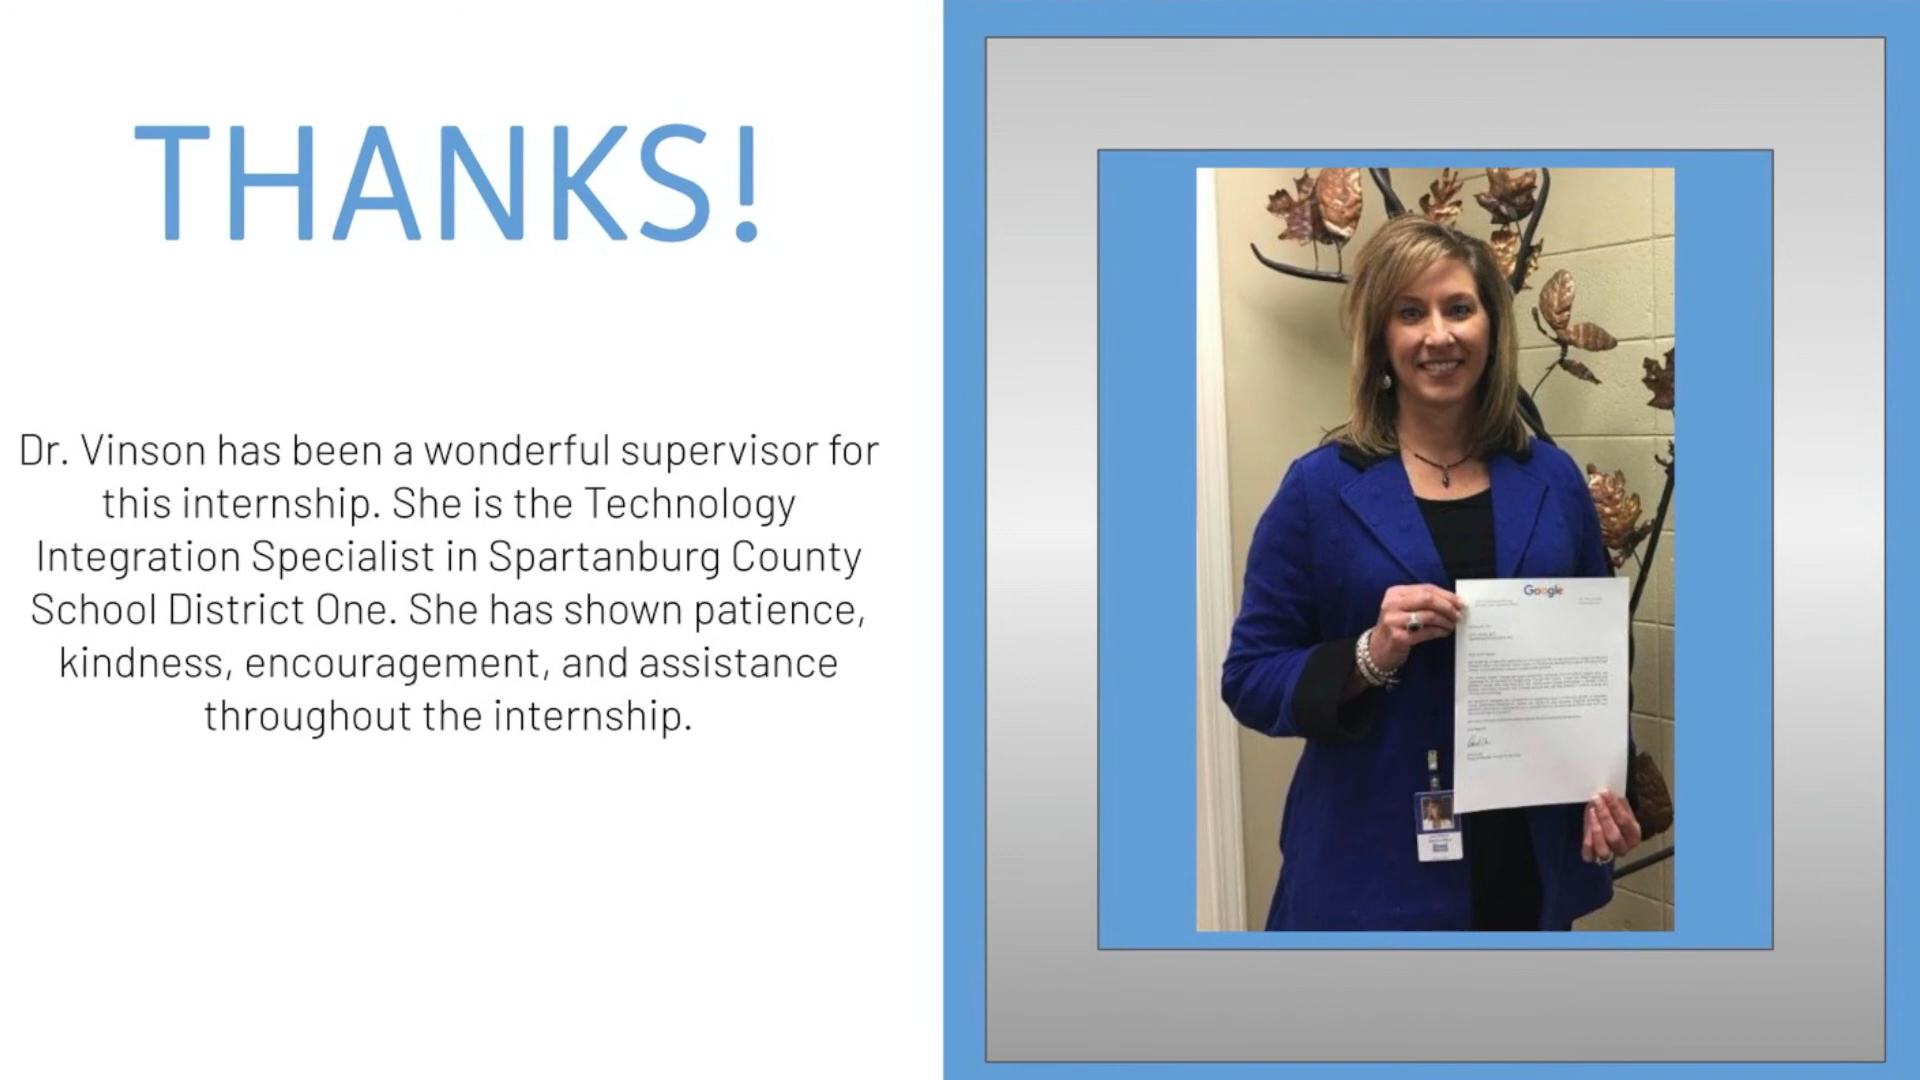 THANKS!
Dr. Vinson has been a wonderful supervisor for
this internship. She is the Technology
Integration Specialist in Spartanburg County
School District One. She has shown patience,
kindness, encouragement, and assistance
throughout the internship.
Google